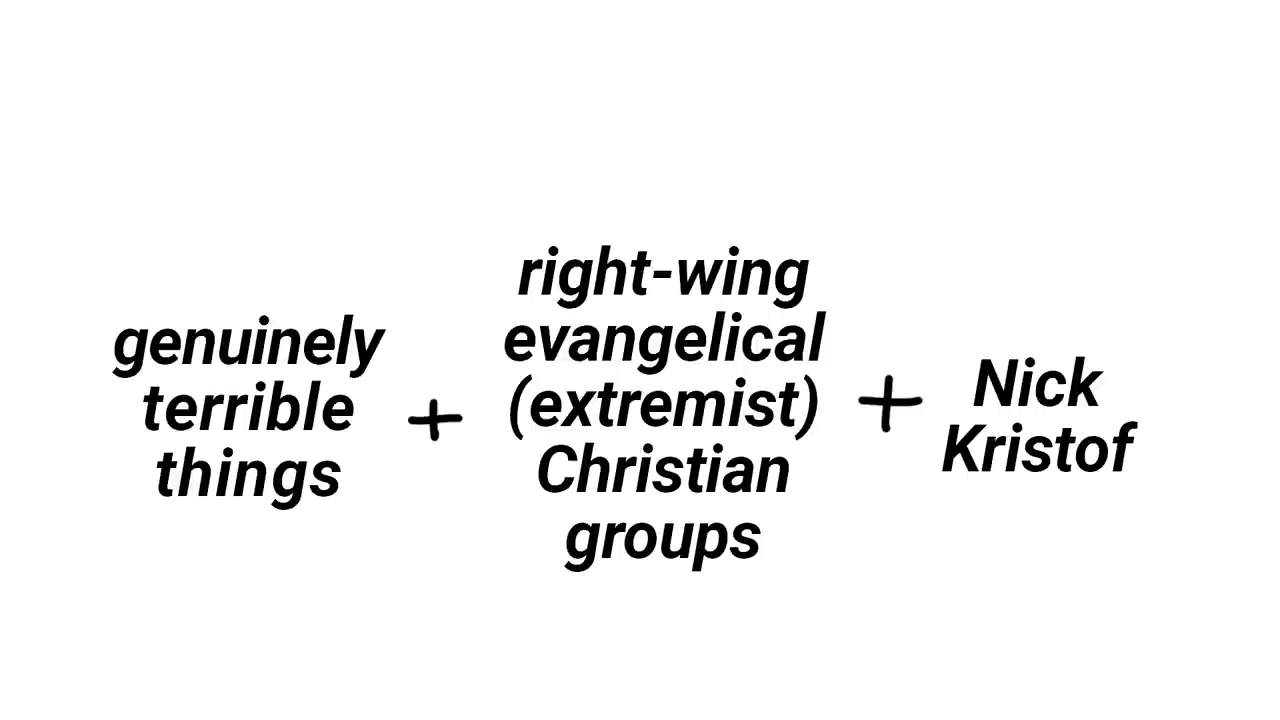 genuinely
terrible
things
+
right-wing
evangelical
(extremist)
Christian
groups
+
Nick
Kristof